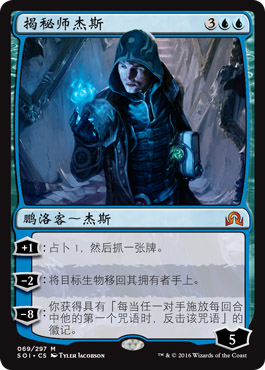 揭秘师杰斯 3
鹏洛客～杰斯
+1: 占卜1,然后抓一张牌。
-2: 将目标生物移回其拥有者手上。
-8: 你获得具有「每当任一对手施放每回合
中他的第一个咒语时,反击该咒语」的
徽记。
5
069/297 M
SOI • CS Tyler Jacobson
™ & © 2016 Wizards of the Coast